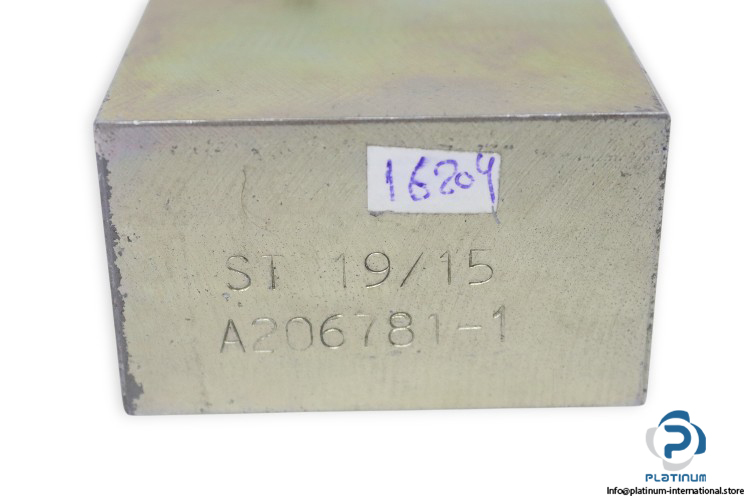 16204
ST 19/15
A206781-1
PLATINUM
Info@platinum-international.store